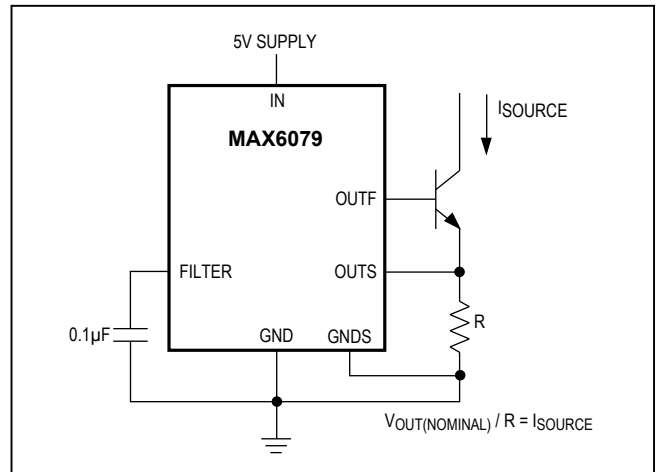 5V SUPPLY
IN
MAX6079
ISOURCE
OUTF
FILTER
OUTS
R
0.1µF
GND
GNDS
VOUT(NOMINAL) / R = ISOURCE